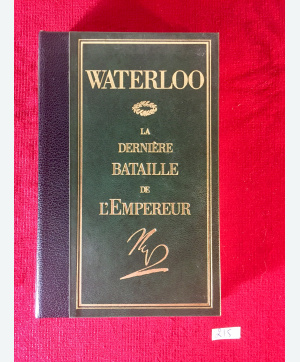 WATERLOO
LA
DERNIÈRE
BATAILLE
DE
L'EMPEREUR